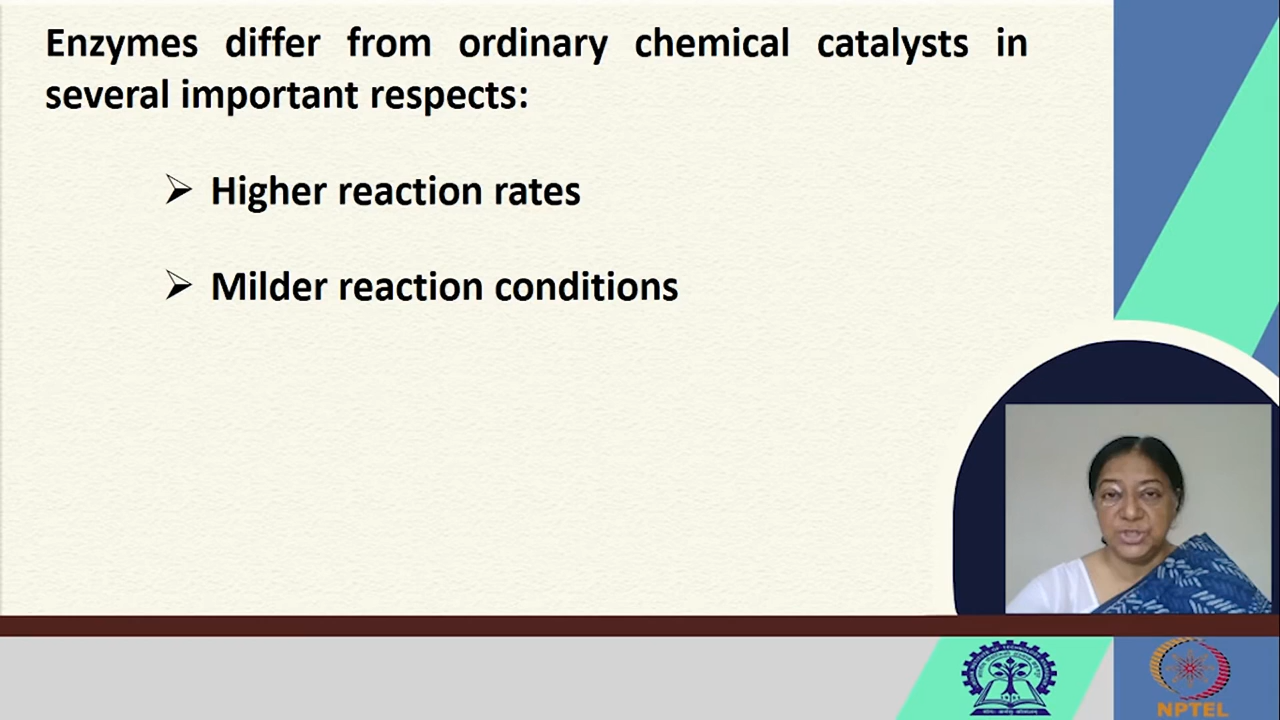 Enzymes differ from ordinary chemical catalysts in
several important respects:
➢ Higher reaction rates
➢ Milder reaction conditions
NPTEL